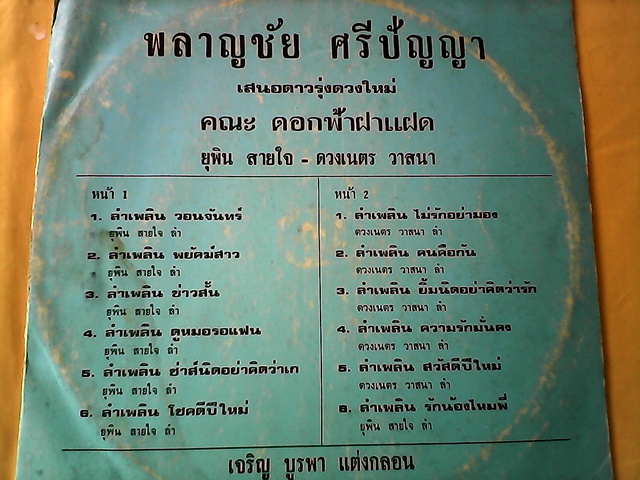 พลาญชัย ศรีปัญญา
เสนอดาวรุ่งดวงใหม่
คณะ ดอกฟ้าฝาแฝด
ยุพิน สายใจ - ดวงเนตร วาสนา
หน้า 1
1. ลำเพลิน วอนจันทร์
ยุพิน สายใจ ลำ
2. ลำเพลิน พยัคฆ์สาว
ยุพิน สายใจ ลำ
3. ลำเพลิน ข่าวสั้น
ยุพิน สายใจ ลำ
4. ลำเพลิน ดูหมอรอแฟน
ยุพิน สายใจ ลำ
5. ลำเพลิน ซ่าส์นิดอย่าคิดว่าเก
ยุพิน สายใจ ลำ
6. ลำเพลิน โชคดีปีใหม่
ยุพิน สายใจ ลำ
หน้า 2
1. ลำเพลิน ไม่รักอย่ามอง
ดวงเนตร วาสนา ลำ
2. ลำเพลิน คนคือกัน
ดวงเนตร วาสนา ลำ
3. ลำเพลิน ยิ้มนิดอย่าคิดว่ารัก
ดวงเนตร วาสนา ลำ
4. ลำเพลิน ความรักมั่นคง
ดวงเนตร วาสนา ลำ
5. ลำเพลิน สวัสดีปีใหม่
ดวงเนตร วาสนา ลำ
6. ลำเพลิน รักน้องไหมพี่
ยุพิน สายใจ ลำ
เจริญ บูรพา แต่งกลอน